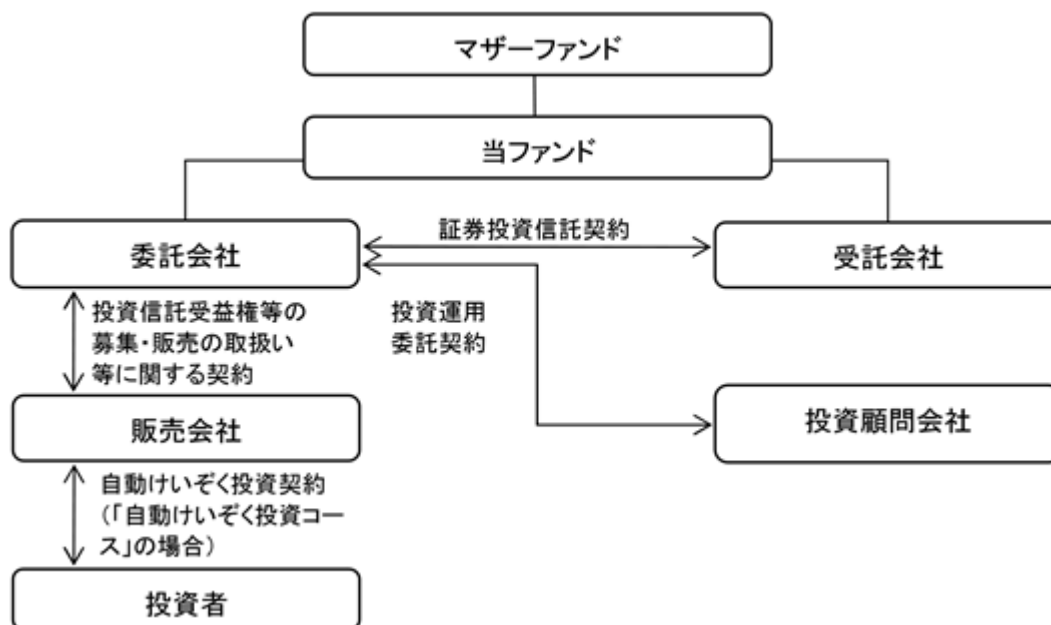 マザーファンド
当ファンド
委託会社
証券投資信託契約
受託会社
投資信託受益権等の
募集・販売の取扱い
等に関する契約
投資運用
委託契約
販売会社
投資顧問会社
自動けいぞく投資契約
(「自動けいぞく投資コー
ス」の場合)
投資者